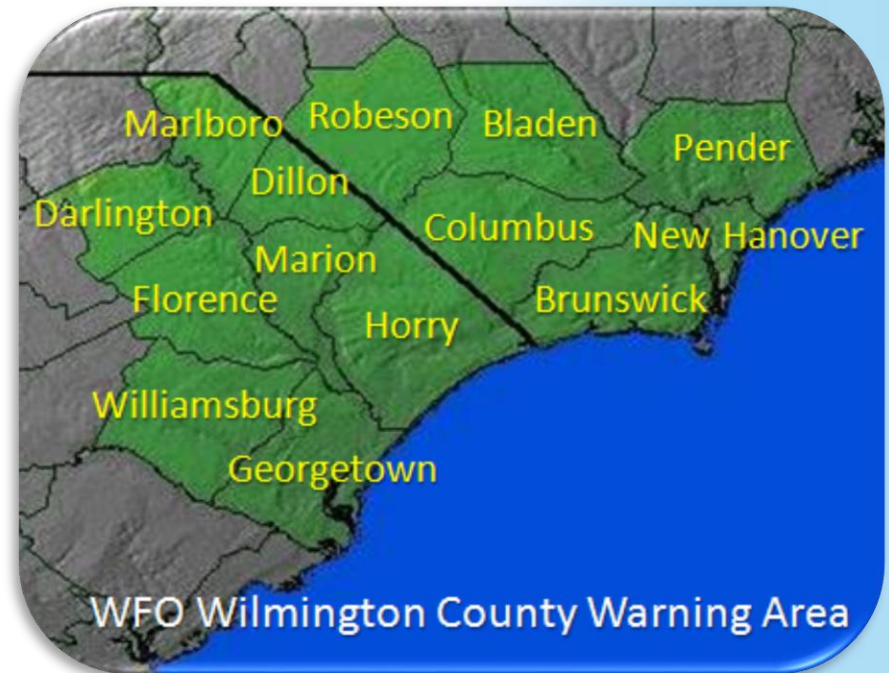 Marlboro
Robeson
Bladen
Pender
Dillon
Darlington
Columbus
New Hanover
Marion
Florence
Brunswick
Horry
Williamsburg
Georgetown
WFO Wilmington County Warning Area